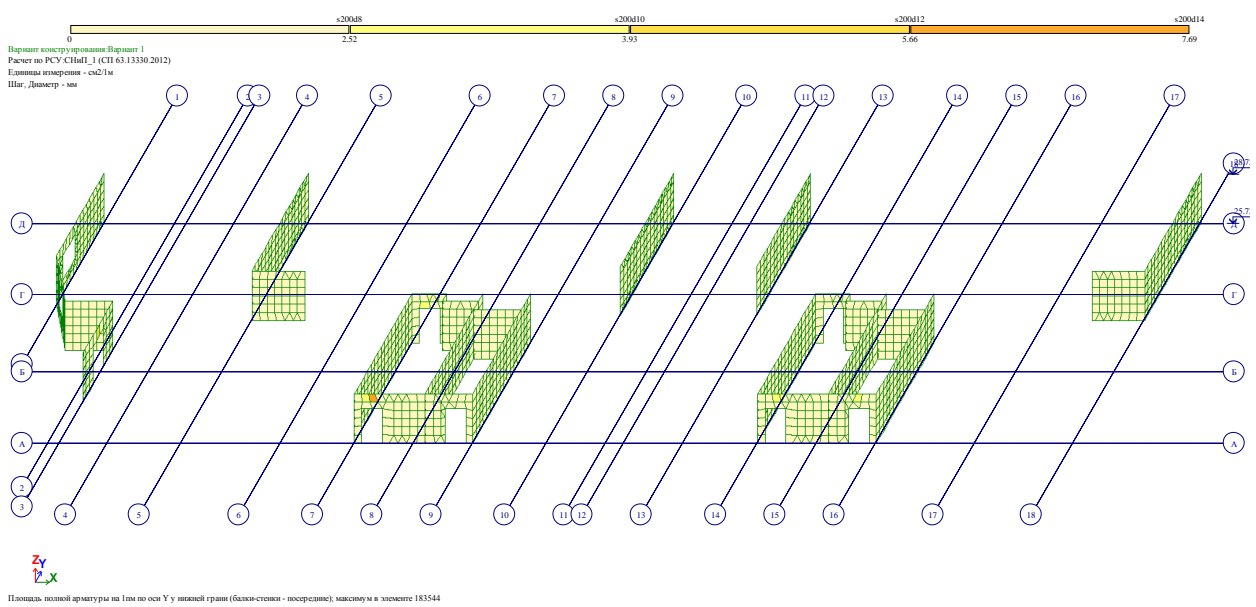 s200d8 s200d10 s200d12 s200d14
0 2.52 3.93 5.66 7.69
Вариант конструирования:Вариант 1
Расчет по РСУ:СНиП_1 (СП 63.13330.2012)
Единицы измерения - см2/1м
Шаг, Диаметр - мм
1 2 3 4 5 6 7 8 9 10 11 12 13 14 15 16 17
Д
Г Г
Б Б
А А
2
3 4 5 6 7 8 9 10 11 12 13 14 15 16 17 18
Z Y
X
Площадь полной арматуры на 1пм по оси Y у нижней грани (балки-стенки - посередине); максимум в элементе 183544